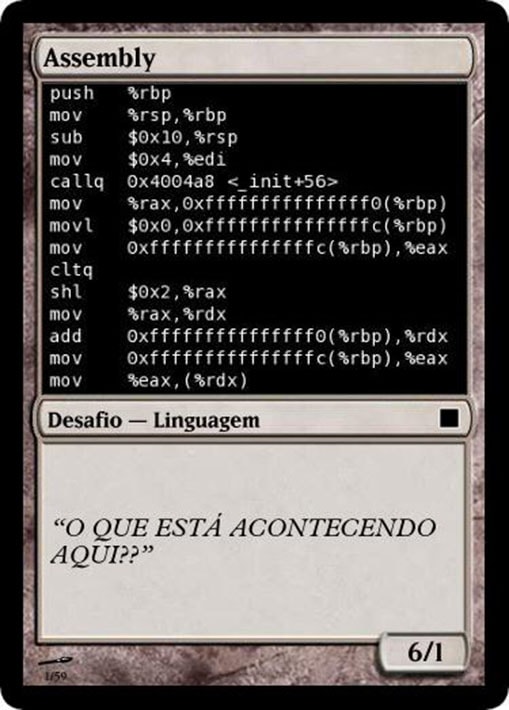 Assembly
push %rbp
mov %rsp,%rbp
sub $0x10,%rsp
mov $0x4,%edi
callq 0x4004a8 <_init+56>
mov %rax,0xfffffffffffffff0(%rbp)
movl $0x0,0xfffffffffffffffc(%rbp)
mov 0xfffffffffffffffc(%rbp),%eax
cltq
shl $0x2,%rax
mov %rax,%rdx
add 0xfffffffffffffff0(%rbp),%rdx
mov 0xfffffffffffffffc(%rbp),%eax
mov %eax,(%rdx)
Desafio — Linguagem
“O QUE ESTÁ ACONTECENDO
AQUI??”
6/1
1/59